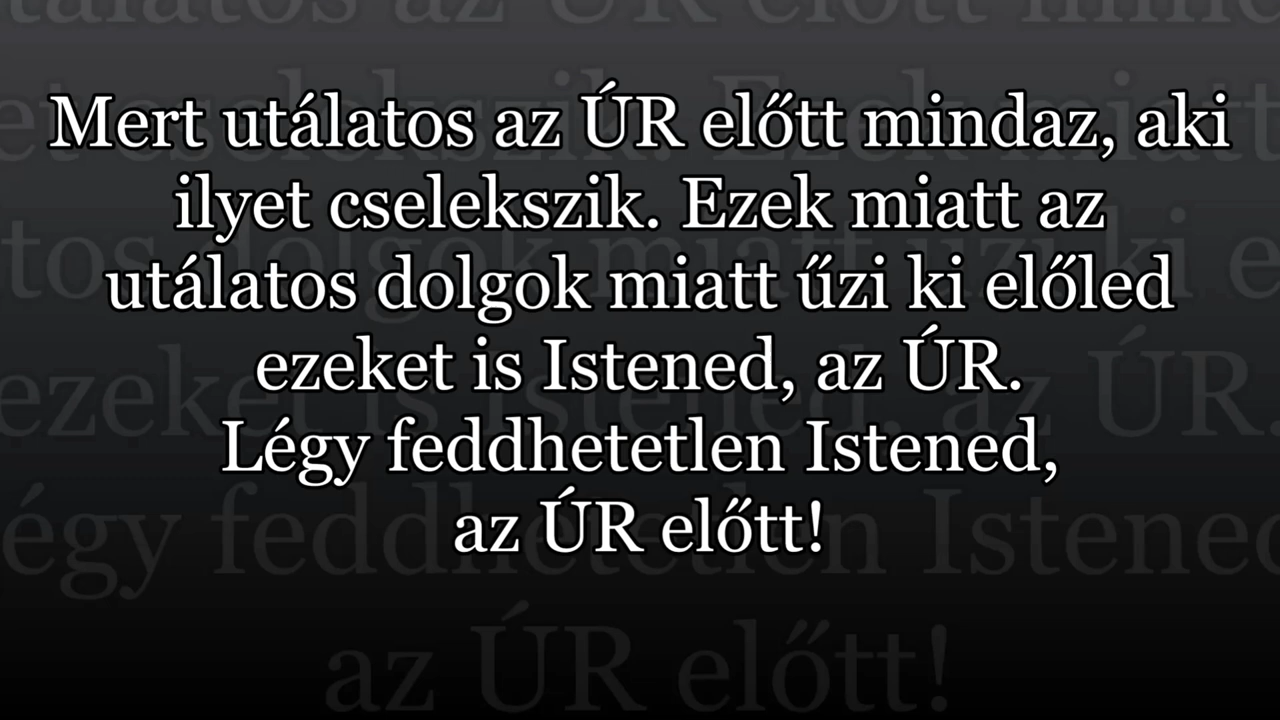 Mert utálatos az ÚR előtt mindaz, aki
ilyet cselekszik. Ezek miatt az
utálatos dolgok miatt űzi ki előled
ezeket is Istened, az ÚR.
Légy feddhetetlen Istened,
az ÚR előtt!